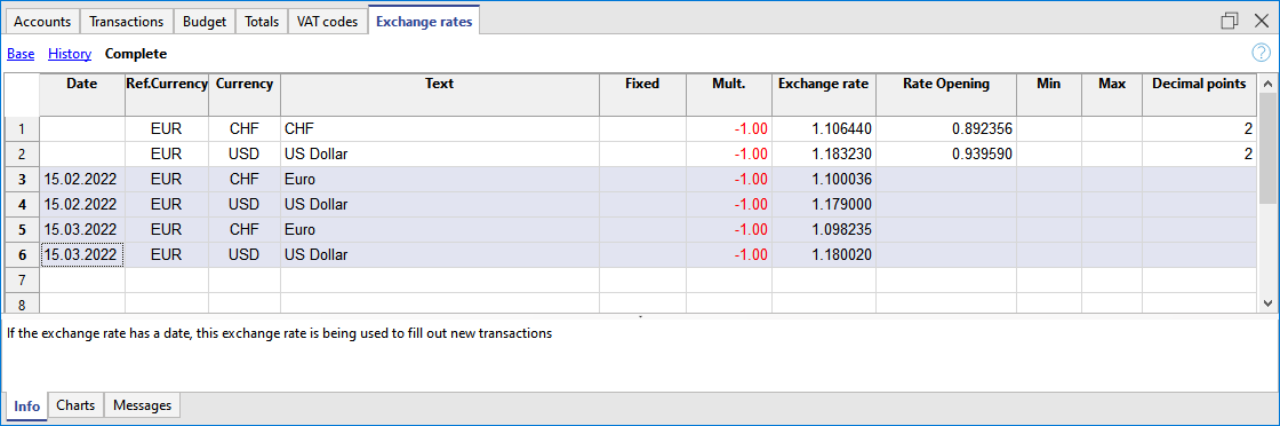 Accounts Transactions Budget Totals VAT codes Exchange rates
Base History Complete
Date Ref.Currency Currency Text Fixed Mult. Exchange rate Rate Opening Min Max Decimal points
1 EUR CHF CHF -1.00 1.106440 0.892356 2
2 EUR USD US Dollar -1.00 1.183230 0.939590 2
3 15.02.2022 EUR CHF Euro -1.00 1.100036
4 15.02.2022 EUR USD US Dollar -1.00 1.179000
5 15.03.2022 EUR CHF Euro -1.00 1.098235
6 15.03.2022 EUR USD US Dollar -1.00 1.180020
7
8
If the exchange rate has a date, this exchange rate is being used to fill out new transactions
Info Charts Messages